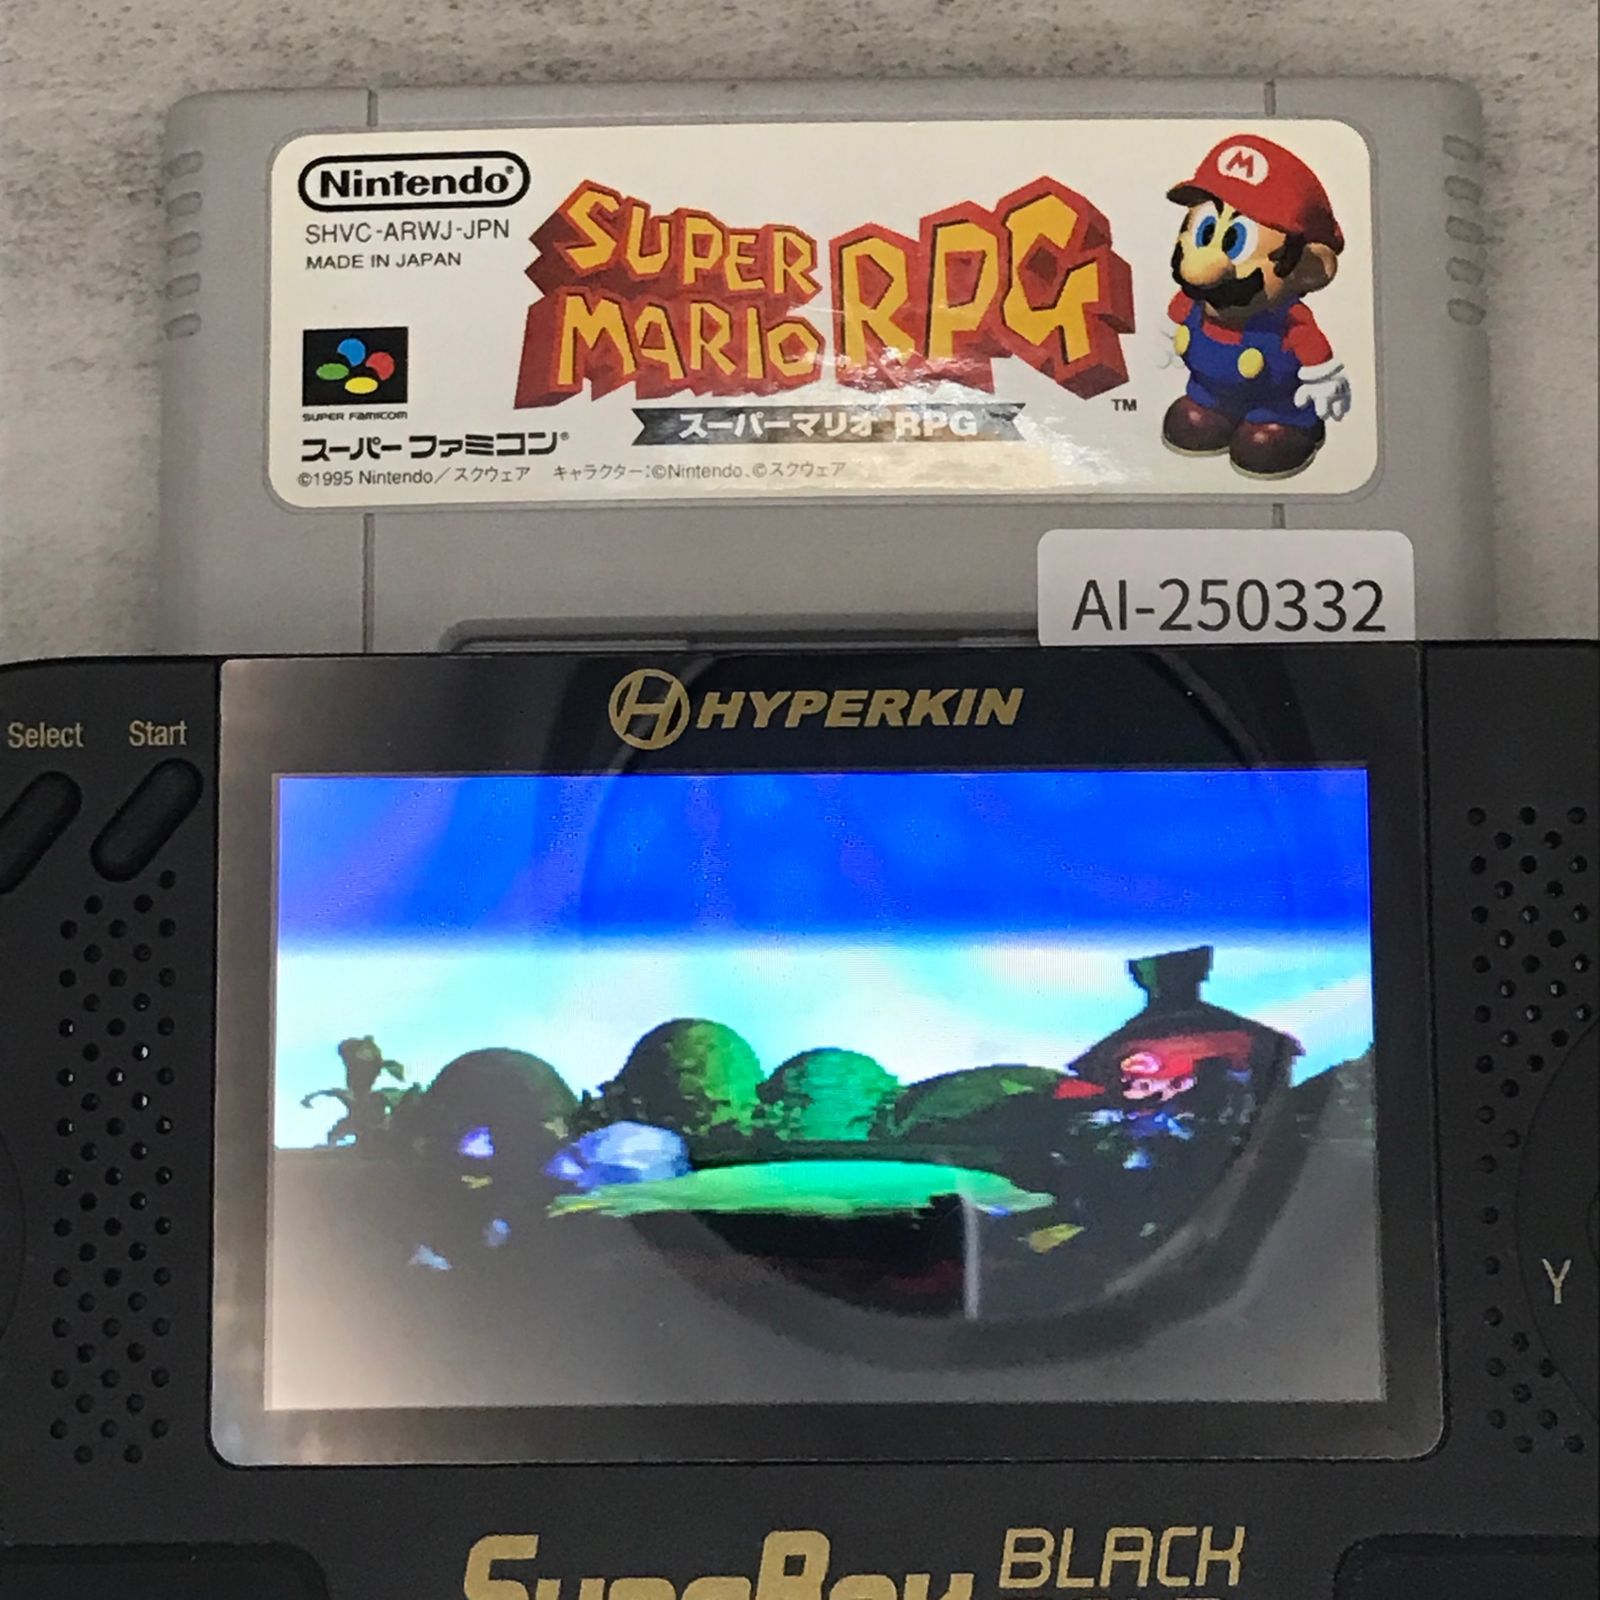 Nintendo®
SHVC-ARWJ-JPN
MADE IN JAPAN
SUPER
MARIO RPG
TM
スーパーマリオ RPG
M
SUPER FAMICOM
スーパー ファミコン®
©1995 Nintendo／スクウェア キャラクター:©Nintendo、©スクウェア
AI-250332
HYPERKIN
Select Start
Y
SupaBoy BLACK